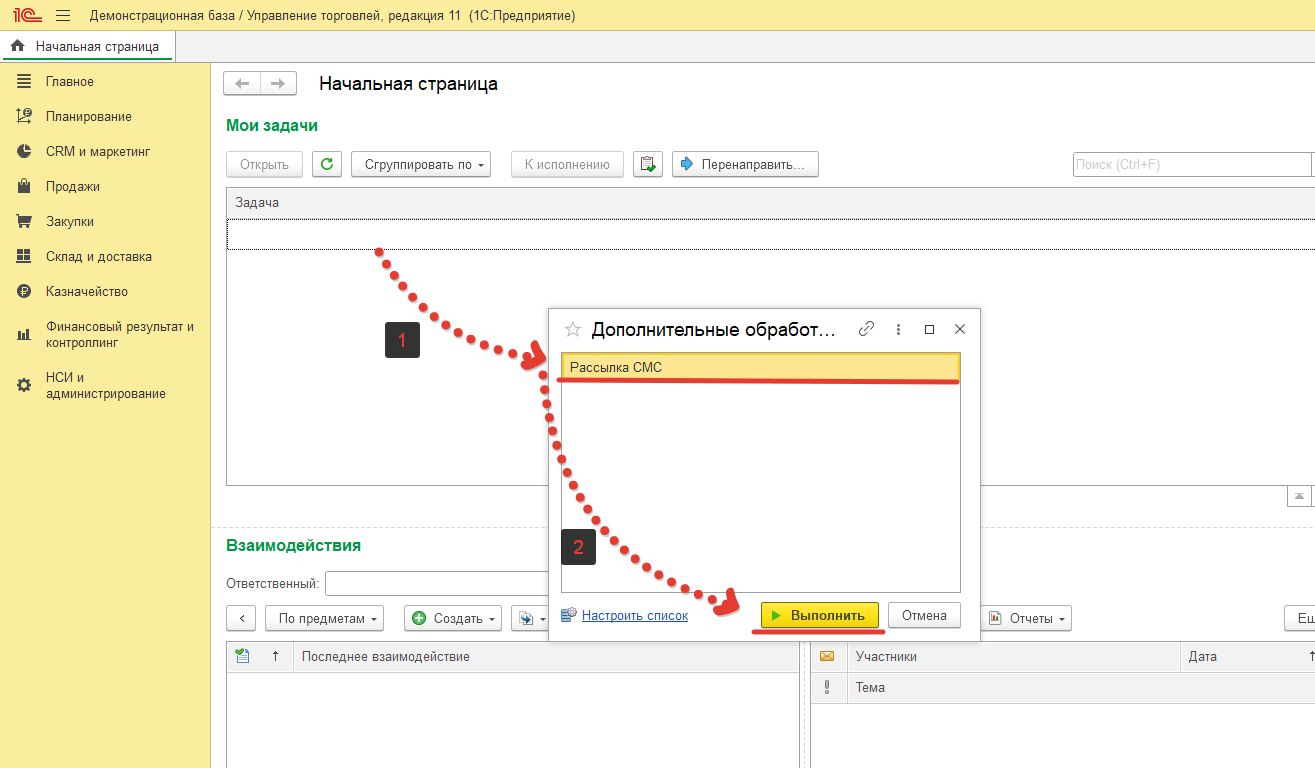 1С Демонстрационная база / Управление торговлей, редакция 11 (1С:Предприятие)
Начальная страница
Главное
Планирование
CRM и маркетинг
Продажи
Закупки
Склад и доставка
Казначейство
Финансовый результат и
контроллинг
НСИ и
администрирование
Начальная страница
Мои задачи
Открыть Сгруппировать по К исполнению Перенаправить... Поиск (Ctrl+F)
Задача
1
Дополнительные обработ...
Рассылка СМС
2
Настроить список Выполнить Отмена
Взаимодействия
Ответственный:
По предметам Создать Отчеты Ещ
Последнее взаимодействие Участники Дата
Тема